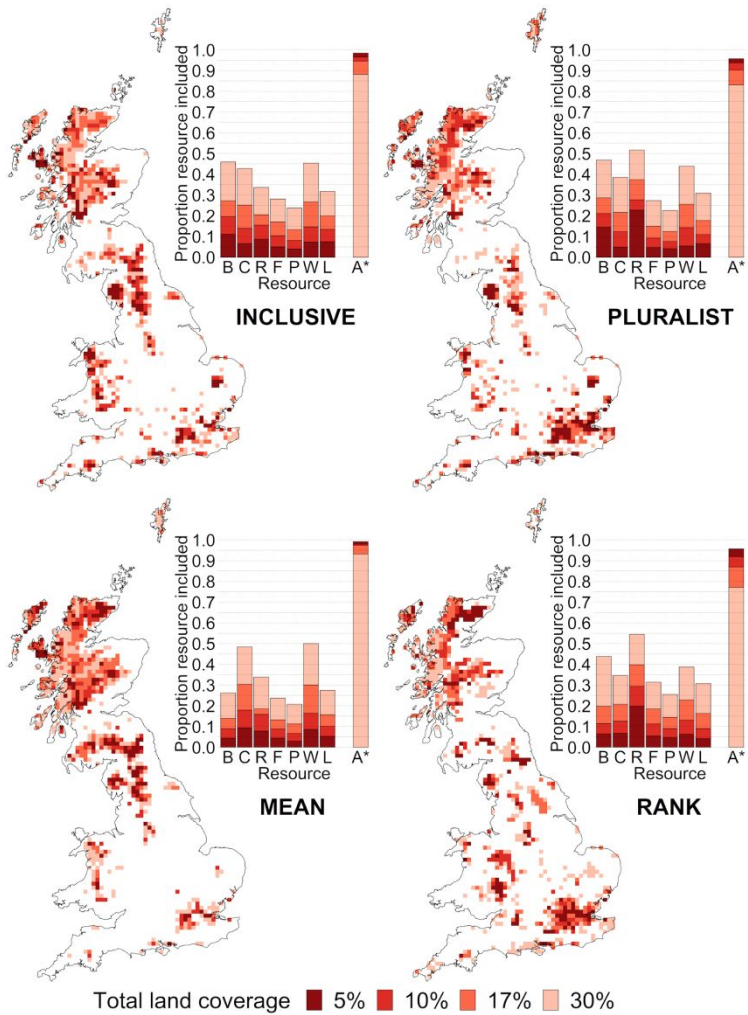 Proportion resource included
1.0
0.9
0.8
0.7
0.6
0.5
0.4
0.3
0.2
0.1
0.0
B C R F P W L A*
Resource
INCLUSIVE
Proportion resource included
1.0
0.9
0.8
0.7
0.6
0.5
0.4
0.3
0.2
0.1
0.0
B C R F P W L A*
Resource
PLURALIST
Proportion resource included
1.0
0.9
0.8
0.7
0.6
0.5
0.4
0.3
0.2
0.1
0.0
B C R F P W L A*
Resource
MEAN
Proportion resource included
1.0
0.9
0.8
0.7
0.6
0.5
0.4
0.3
0.2
0.1
0.0
B C R F P W L A*
Resource
RANK
Total land coverage 5% 10% 17% 30%